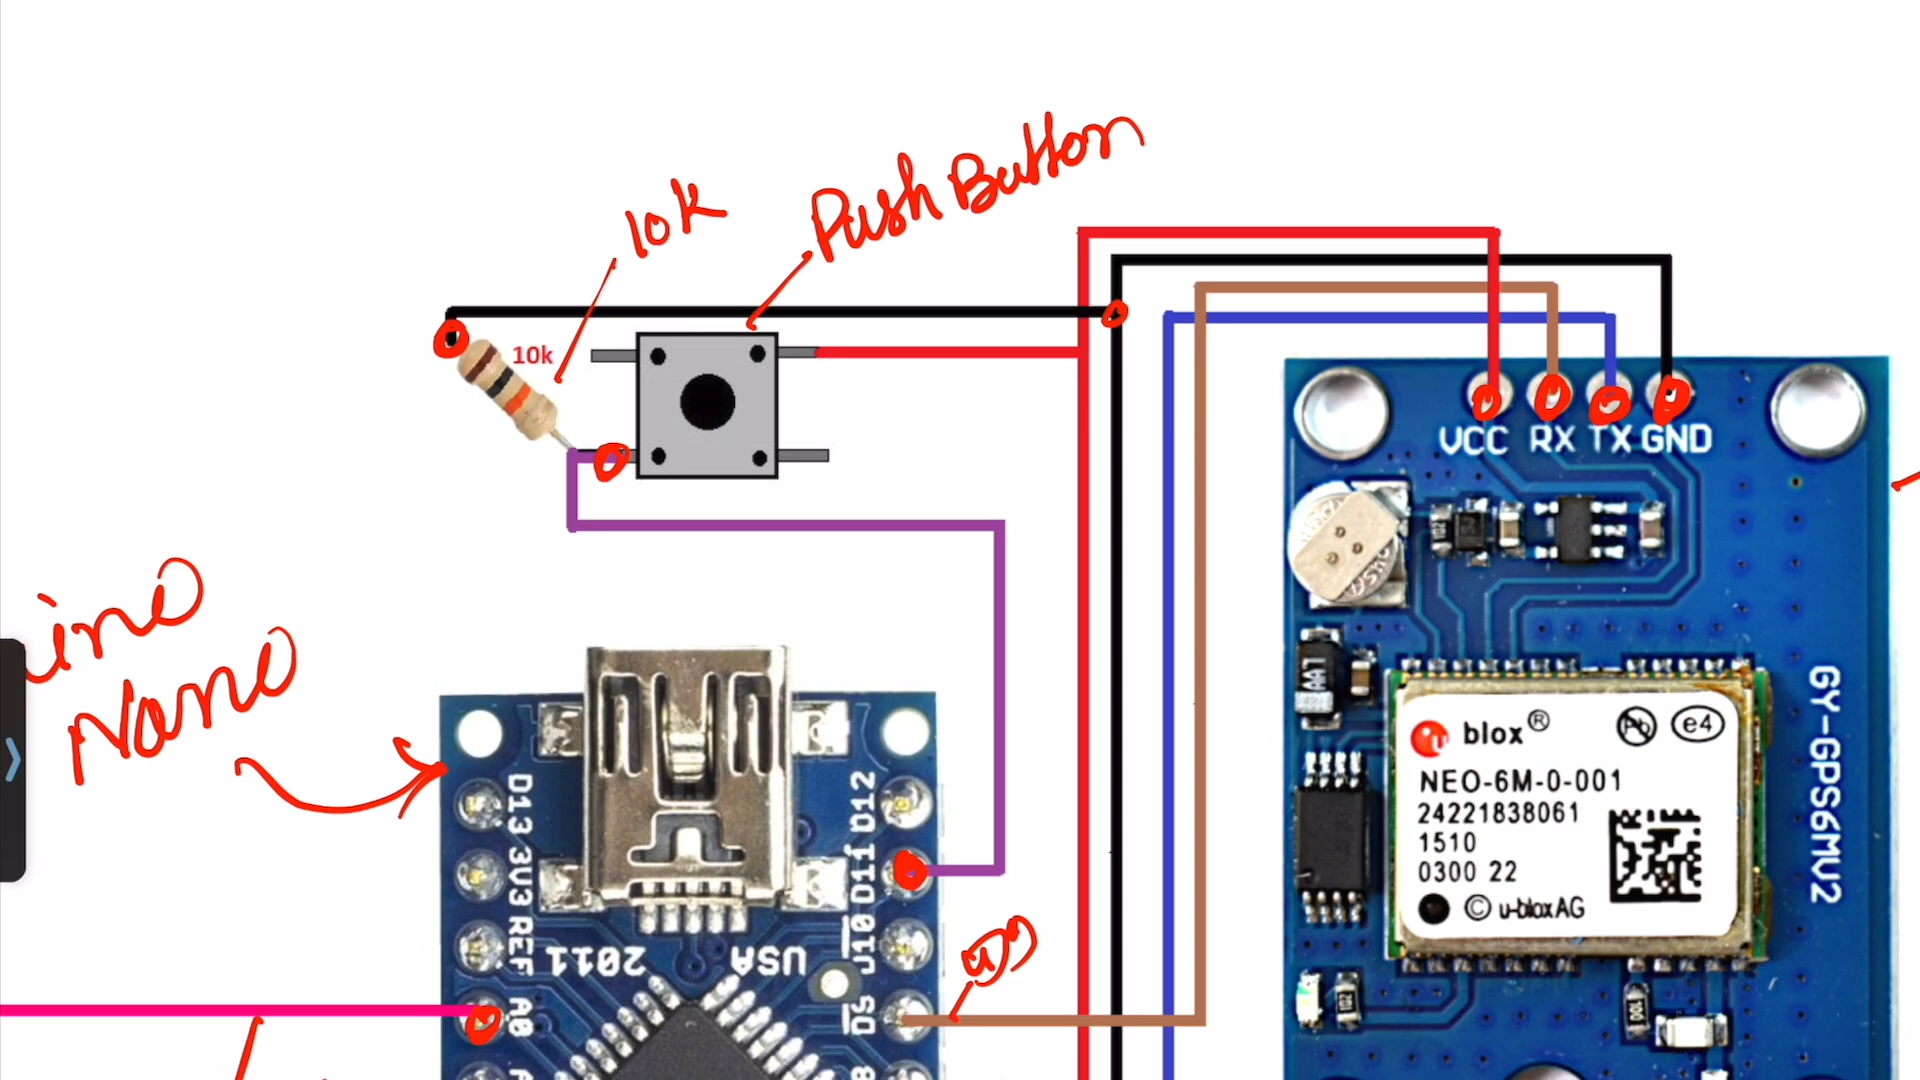 Push Button
10K
10k
VCC RX TX GND
ino
Nano
D13
3V3
REF
A0
D12
D11
D10
USA
2011
GY-GPS6MV2
u blox®
Pb
e4
NEO-6M-0-001
24221838061
1510
0300 22
© u-blox AG